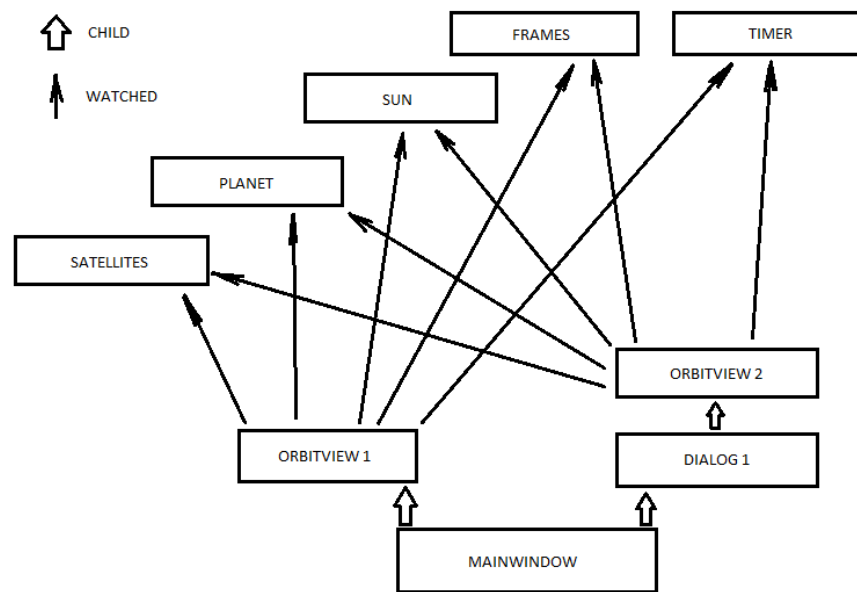 CHILD
FRAMES
TIMER
WATCHED
SUN
PLANET
SATELLITES
ORBITVIEW 2
ORBITVIEW 1
DIALOG 1
MAINWINDOW